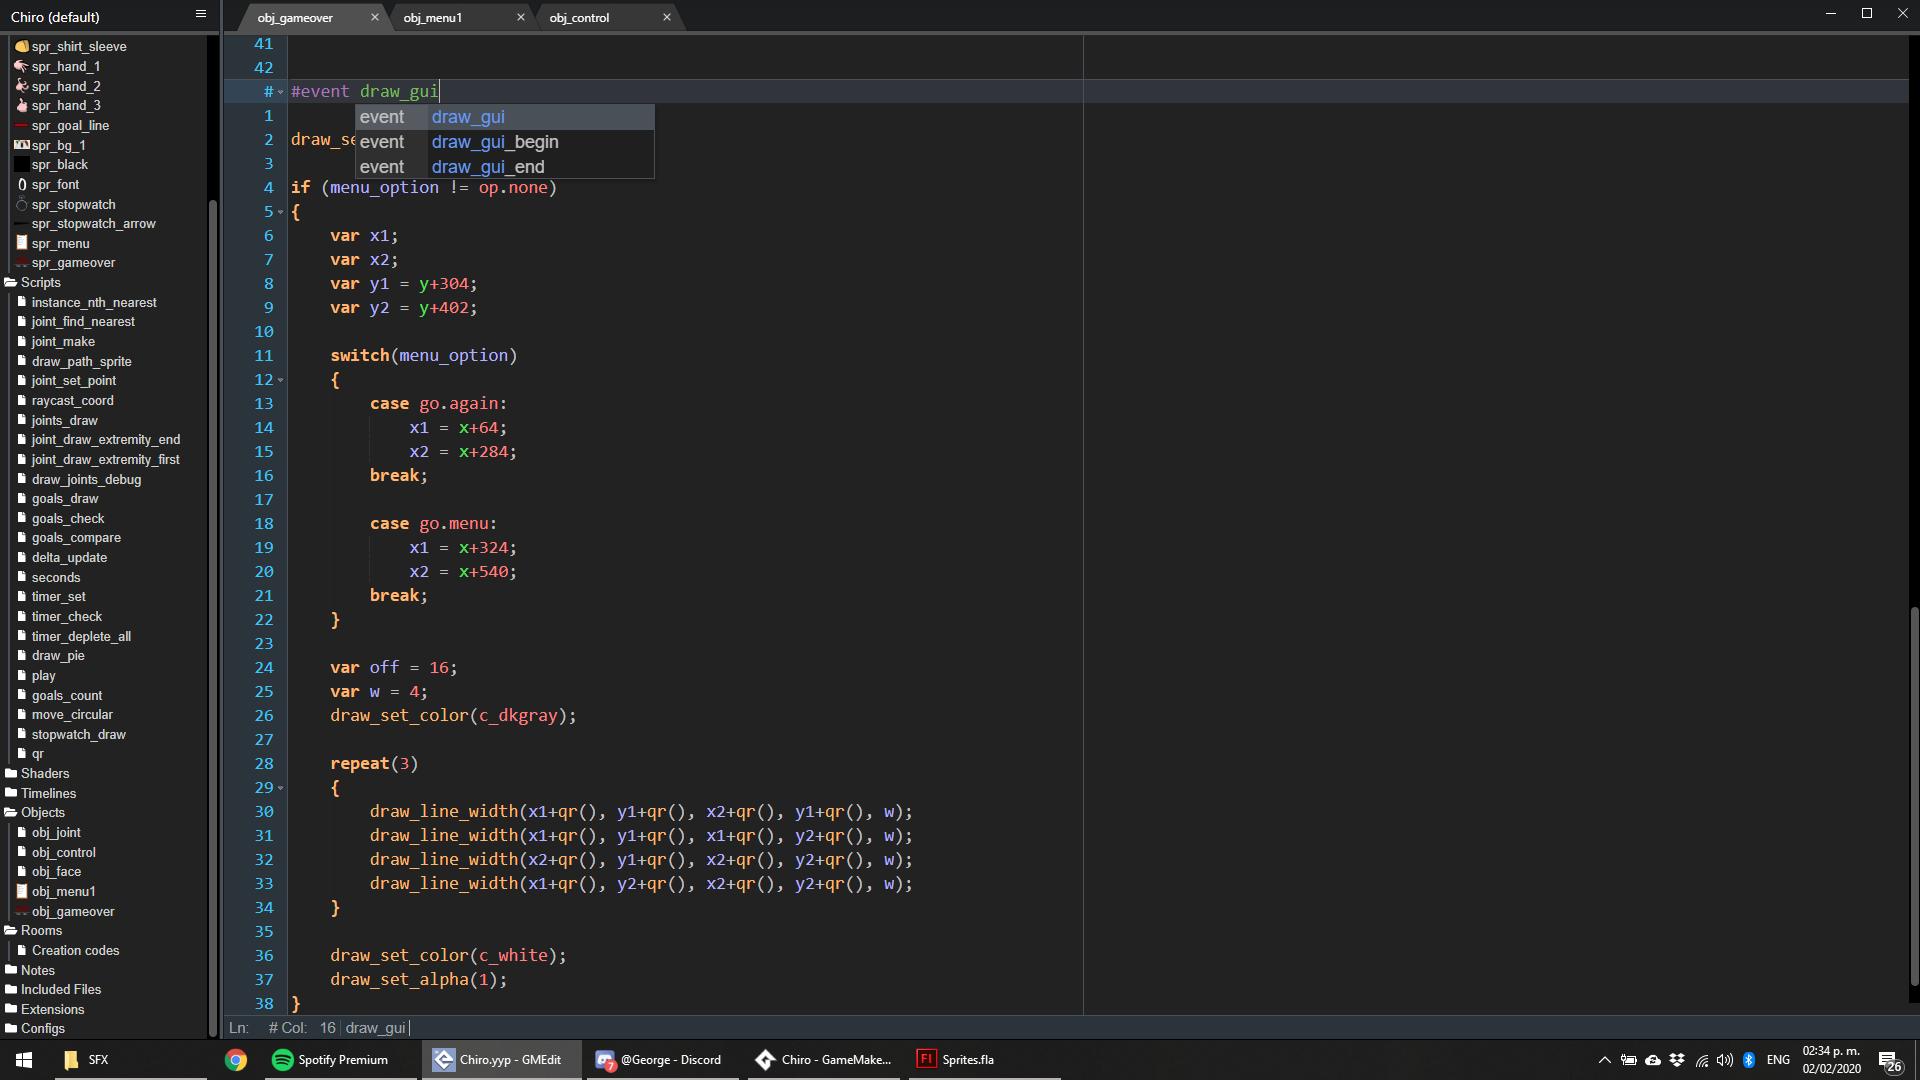 Chiro (default)
obj_gameover
obj_menu1
obj_control
spr_shirt_sleeve
spr_hand_1
spr_hand_2
spr_hand_3
spr_goal_line
spr_bg_1
spr_black
spr_font
spr_stopwatch
spr_stopwatch_arrow
spr_menu
spr_gameover
Scripts
instance_nth_nearest
joint_find_nearest
joint_make
draw_path_sprite
joint_set_point
raycast_coord
joints_draw
joint_draw_extremity_end
joint_draw_extremity_first
draw_joints_debug
goals_draw
goals_check
goals_compare
delta_update
seconds
timer_set
timer_check
timer_deplete_all
draw_pie
play
goals_count
move_circular
stopwatch_draw
qr
Shaders
Timelines
Objects
obj_joint
obj_control
obj_face
obj_menu1
obj_gameover
Rooms
Creation codes
Notes
Included Files
Extensions
Configs
41
42
# #event draw_gui
event draw_gui
event draw_gui_begin
event draw_gui_end
1
2 draw_se
3
4 if (menu_option != op.none)
5 {
6 var x1;
7 var x2;
8 var y1 = y+304;
9 var y2 = y+402;
10
11 switch(menu_option)
12 {
13 case go.again:
14 x1 = x+64;
15 x2 = x+284;
16 break;
17
18 case go.menu:
19 x1 = x+324;
20 x2 = x+540;
21 break;
22 }
23
24 var off = 16;
25 var w = 4;
26 draw_set_color(c_dkgray);
27
28 repeat(3)
29 {
30 draw_line_width(x1+qr(), y1+qr(), x2+qr(), y1+qr(), w);
31 draw_line_width(x1+qr(), y1+qr(), x1+qr(), y2+qr(), w);
32 draw_line_width(x2+qr(), y1+qr(), x2+qr(), y2+qr(), w);
33 draw_line_width(x1+qr(), y2+qr(), x2+qr(), y2+qr(), w);
34 }
35
36 draw_set_color(c_white);
37 draw_set_alpha(1);
38 }
Ln: # Col: 16 draw_gui
SFX
Spotify Premium
Chiro.yyp - GMEdit
7
@George - Discord
Chiro - GameMake...
Fl
Sprites.fla
ENG
02:34 p. m.
02/02/2020
26